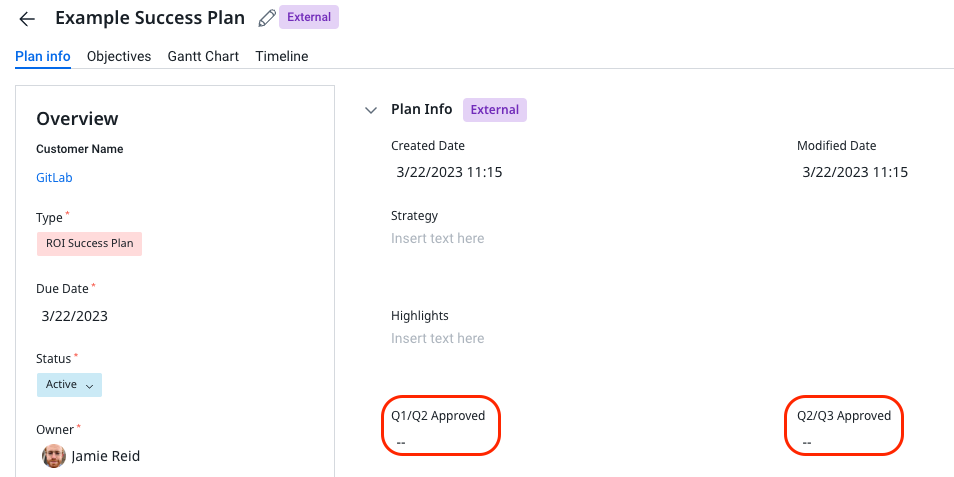 Example Success Plan External
Plan info Objectives Gantt Chart Timeline
Overview
Customer Name
GitLab
Type *
ROI Success Plan
Due Date *
3/22/2023
Status *
Active
Owner *
Jamie Reid
Plan Info External
Created Date Modified Date
3/22/2023 11:15 3/22/2023 11:15
Strategy
Insert text here
Highlights
Insert text here
Q1/Q2 Approved Q2/Q3 Approved
-- --